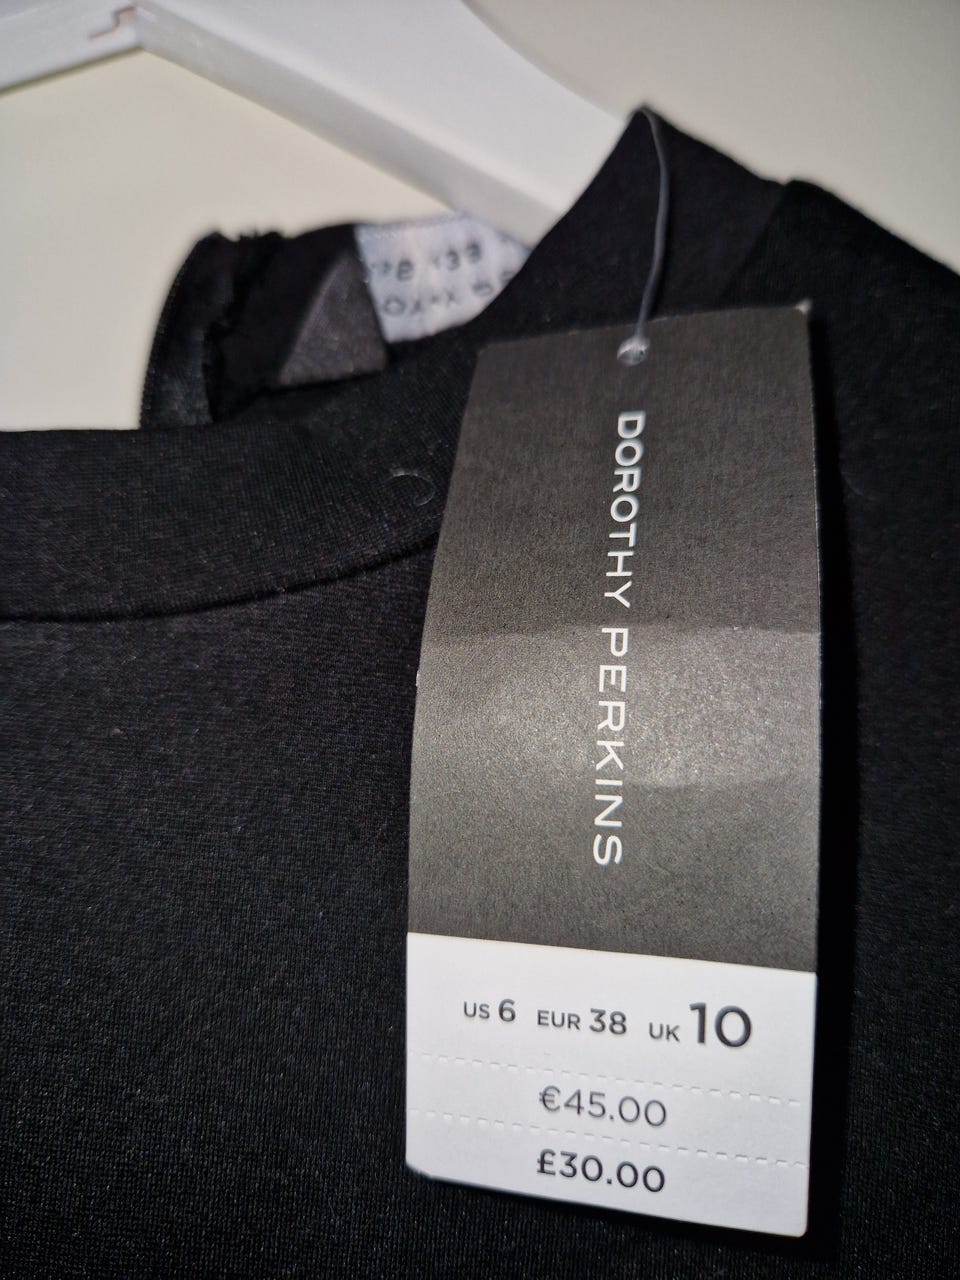 DOROTHY PERKINS
US 6 EUR 38 UK 10
€45.00
£30.00